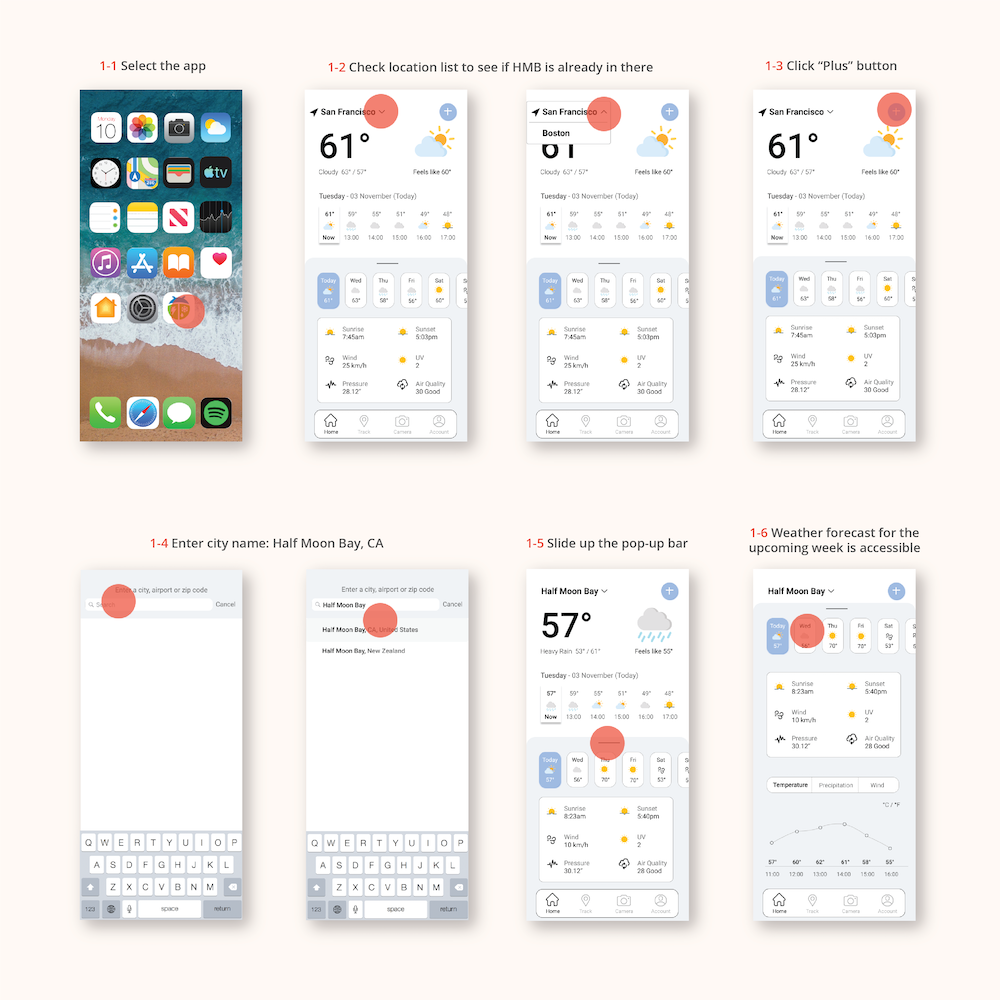 1-1 Select the app
Monday
10
tv
1-2 Check location list to see if HMB is already in there
San Francisco
61°
Cloudy 63° / 57°
Feels like 60°
Tuesday - 03 November (Today)
61° 59° 55° 51° 49° 48°
Now 13:00 14:00 15:00 16:00 17:00
Today Wed Thu Fri Sat
61° 63° 58° 56° 60°
Sunrise Sunset
7:45am 5:03pm
Wind UV
25 km/h 2
Pressure Air Quality
28.12" 30 Good
Home Track Camera Account
San Francisco
Boston
61
Cloudy 63° / 57°
Feels like 60°
Tuesday - 03 November (Today)
61° 59° 55° 51° 49° 48°
Now 13:00 14:00 15:00 16:00 17:00
Today Wed Thu Fri Sat
61° 63° 58° 56° 60°
Sunrise Sunset
7:45am 5:03pm
Wind UV
25 km/h 2
Pressure Air Quality
28.12" 30 Good
Home Track Camera Account
1-3 Click “Plus” button
San Francisco
61°
Cloudy 63° / 57°
Feels like 60°
Tuesday - 03 November (Today)
61° 59° 55° 51° 49° 48°
Now 13:00 14:00 15:00 16:00 17:00
Today Wed Thu Fri Sat
61° 63° 58° 56° 60°
Sunrise Sunset
7:45am 5:03pm
Wind UV
25 km/h 2
Pressure Air Quality
28.12" 30 Good
Home Track Camera Account
1-4 Enter city name: Half Moon Bay, CA
Enter a city, airport or zip code
Search Cancel
Q W E R T Y U I O P
A S D F G H J K L
Z X C V B N M
123 space return
Enter a city, airport or zip code
Half Moon Bay Cancel
Half Moon Bay, CA, United States
Half Moon Bay, New Zealand
Q W E R T Y U I O P
A S D F G H J K L
Z X C V B N M
123 space return
1-5 Slide up the pop-up bar
Half Moon Bay
57°
Heavy Rain 53° / 61°
Feels like 55°
Tuesday - 03 November (Today)
57° 59° 55° 51° 49° 48°
Now 13:00 14:00 15:00 16:00 17:00
Today Wed Thu Fri Sat
57° 56° 70° 70° 53°
Sunrise Sunset
8:23am 5:40pm
Wind UV
10 km/h 2
Pressure Air Quality
30.12" 28 Good
Home Track Camera Account
1-6 Weather forecast for the
upcoming week is accessible
Half Moon Bay
Today Wed Thu Fri Sat
57° 56° 70° 70° 53°
Sunrise Sunset
8:23am 5:40pm
Wind UV
10 km/h 2
Pressure Air Quality
30.12" 28 Good
Temperature Precipitation Wind
°C / °F
57° 60° 62° 61° 58° 55°
11:00 12:00 13:00 14:00 15:00 16:00
Home Track Camera Account